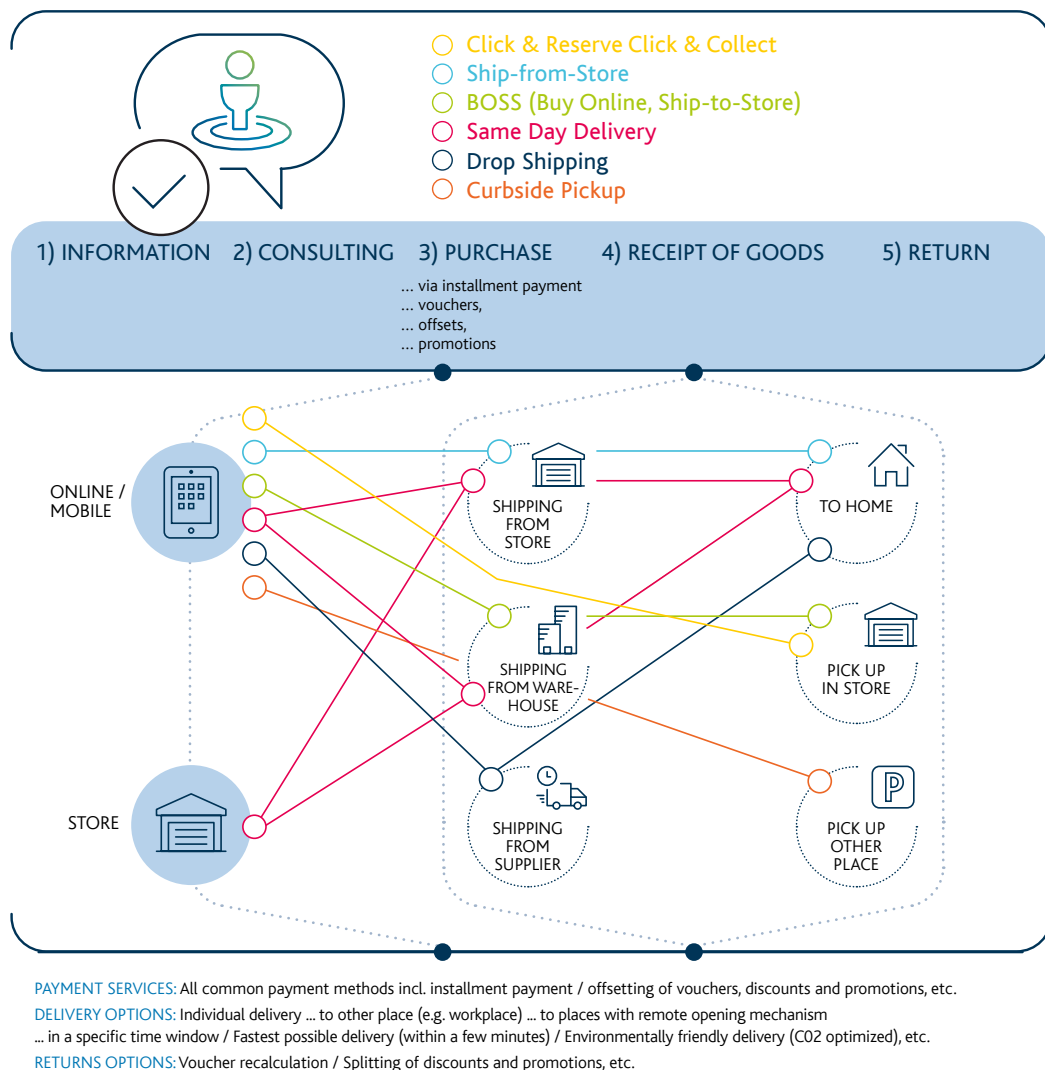 Click & Reserve Click & Collect
Ship-from-Store
BOSS (Buy Online, Ship-to-Store)
Same Day Delivery
Drop Shipping
Curbside Pickup
1) INFORMATION
2) CONSULTING
3) PURCHASE
4) RECEIPT OF GOODS
5) RETURN
... via installment payment
... vouchers,
... offsets,
... promotions
ONLINE /
MOBILE
SHIPPING
FROM
STORE
TO HOME
SHIPPING
FROM WARE-
HOUSE
PICK UP
IN STORE
STORE
SHIPPING
FROM
SUPPLIER
P
PICK UP
OTHER
PLACE
PAYMENT SERVICES: All common payment methods incl. installment payment / offsetting of vouchers, discounts and promotions, etc.
DELIVERY OPTIONS: Individual delivery ... to other place (e.g. workplace) ... to places with remote opening mechanism
... in a specific time window / Fastest possible delivery (within a few minutes) / Environmentally friendly delivery (C02 optimized), etc.
RETURNS OPTIONS: Voucher recalculation / Splitting of discounts and promotions, etc.